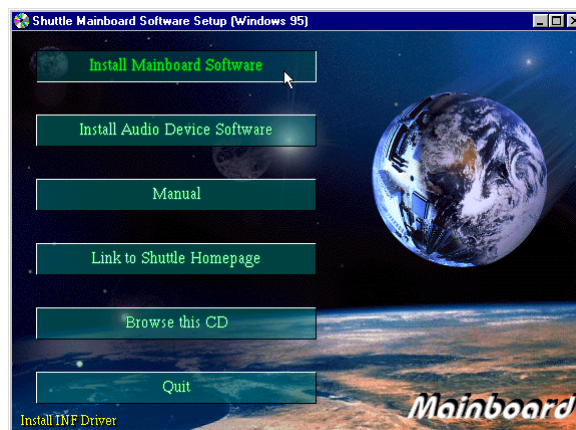 Shuttle Mainboard Software Setup (Windows 95)
Install Mainboard Software
Install Audio Device Software
Manual
Link to Shuttle Homepage
Browse this CD
Quit
Mainboard
Install INF Driver